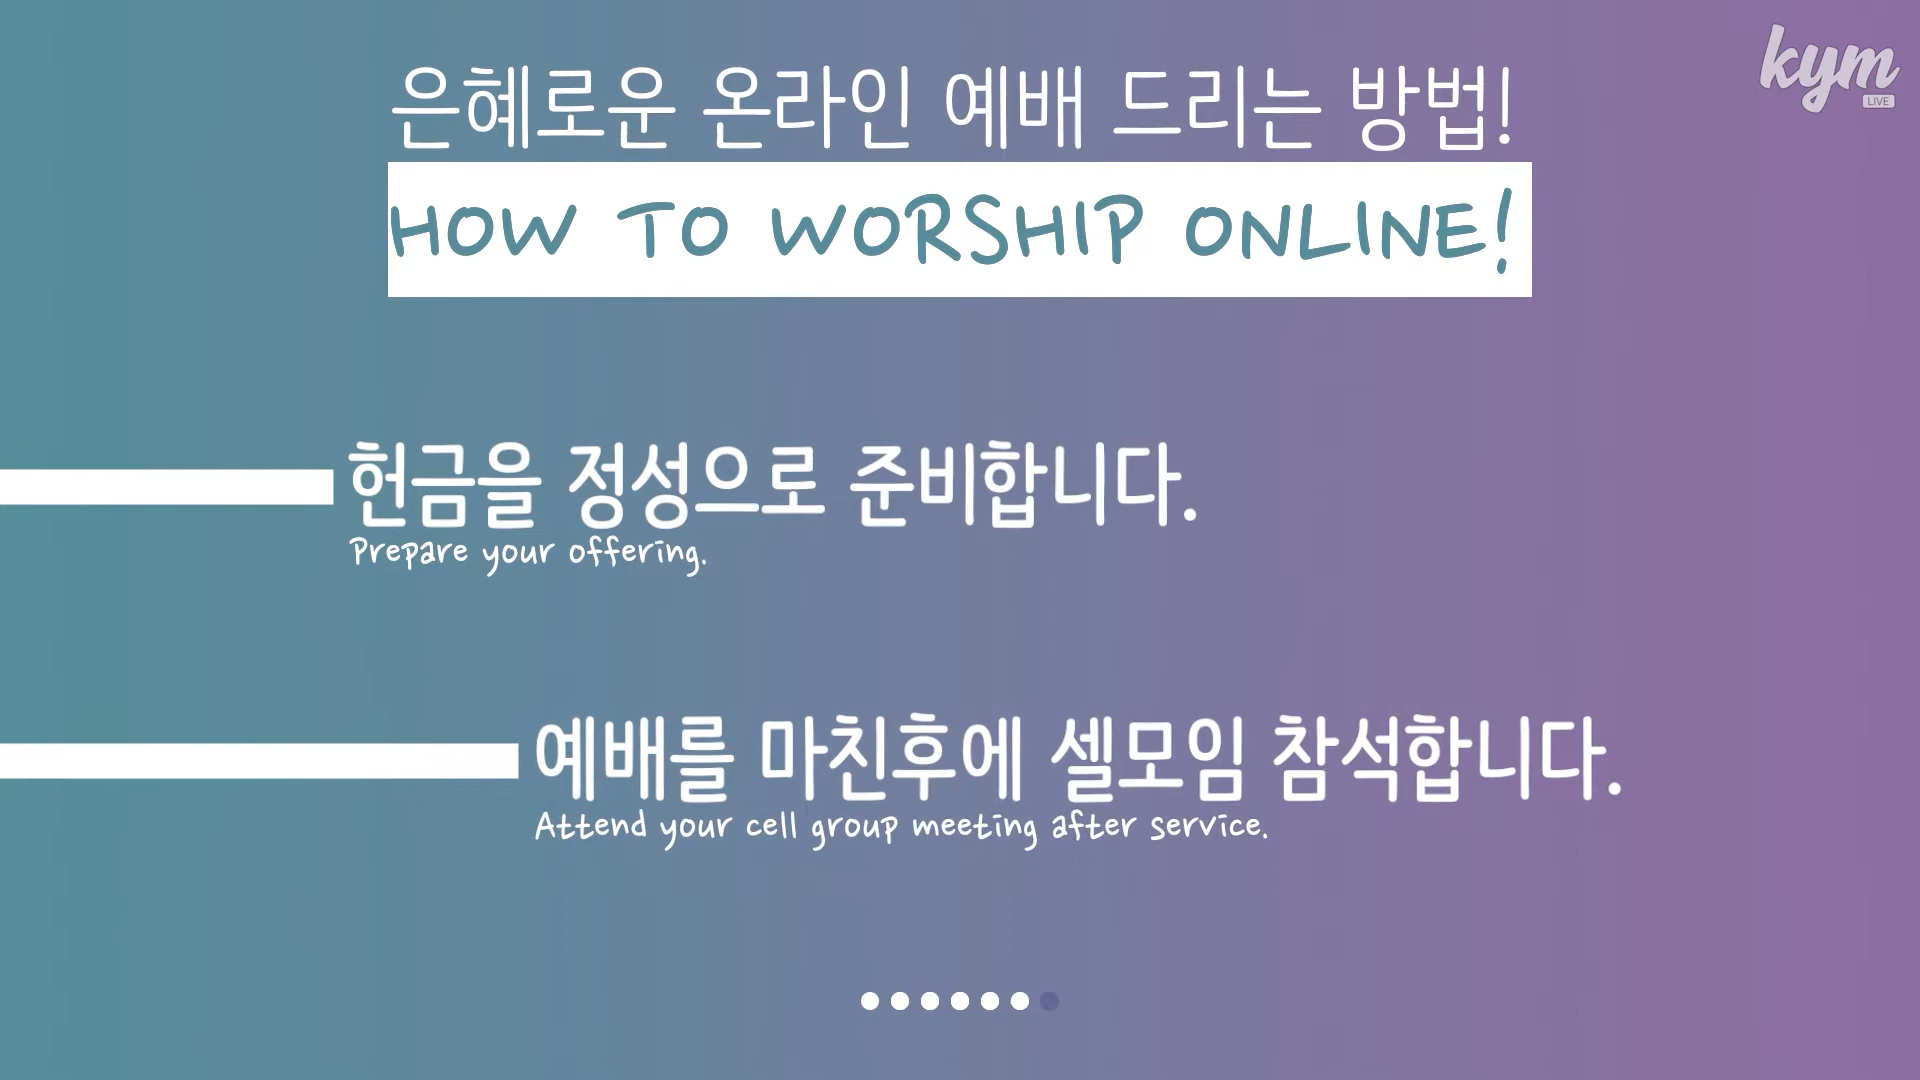 kym
LIVE
은혜로운 온라인 예배 드리는 방법!
HOW TO WORSHIP ONLINE!
헌금을 정성으로 준비합니다.
Prepare your offering.
예배를 마친후에 셀모임 참석합니다.
Attend your cell group meeting after service.